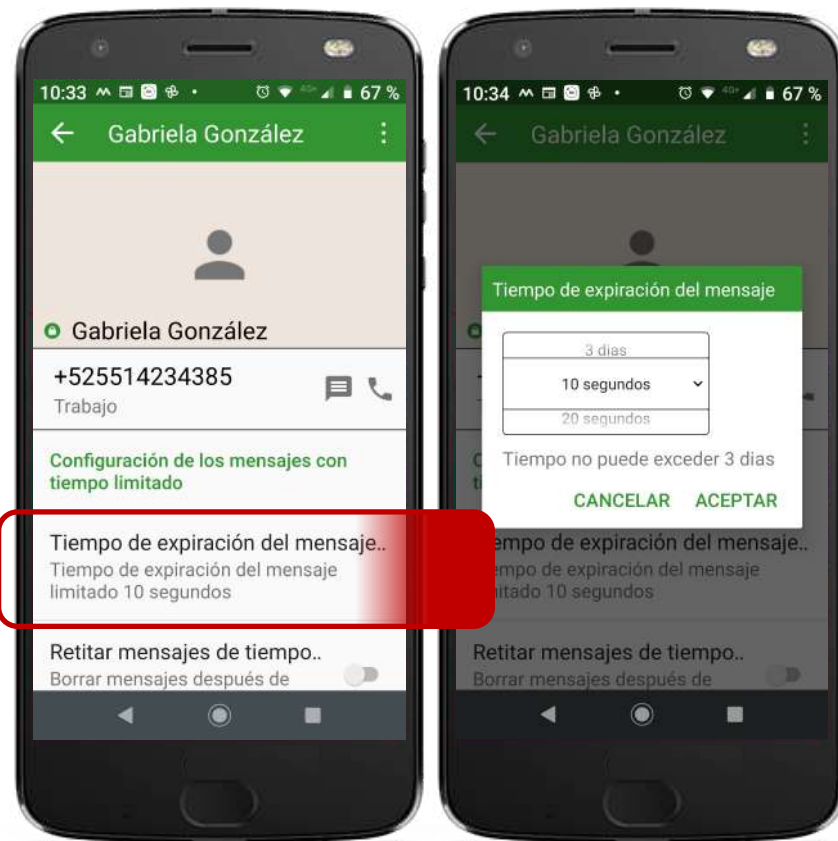 10:33 67 %
Gabriela González
Gabriela González
+525514234385
Trabajo
Configuración de los mensajes con
tiempo limitado
Tiempo de expiración del mensaje..
Tiempo de expiración del mensaje
limitado 10 segundos
Retitar mensajes de tiempo..
Borrar mensajes después de
10:34 67 %
Gabriela González
Tiempo de expiración del mensaje
3 dias
10 segundos
20 segundos
Tiempo no puede exceder 3 dias
CANCELAR ACEPTAR
empo de expiración del mensaje..
empo de expiración del mensaje
itado 10 segundos
Retitar mensajes de tiempo..
Borrar mensajes después de